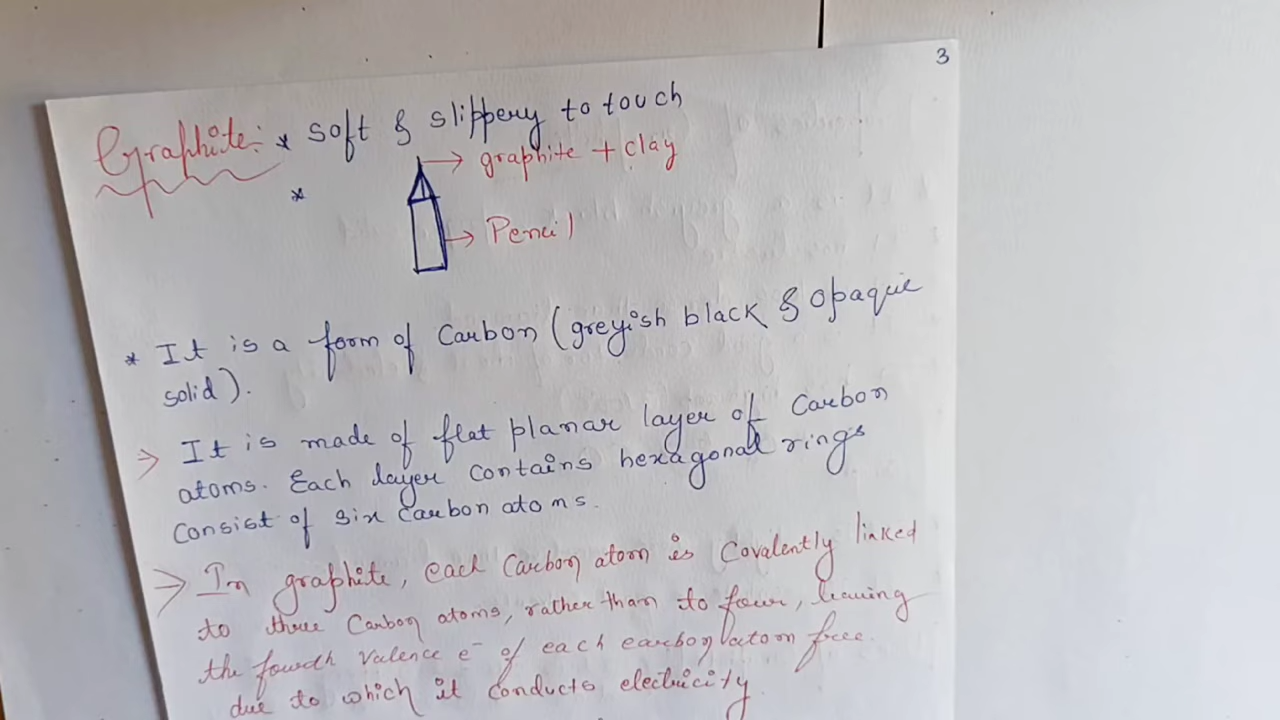 3
Graphite:- * soft & slippery to touch
→ graphite + clay
*
→ Pencil
* It is a form of Carbon (greyish black & opaque
solid).
> It is made of flat planar layer of Carbon
atoms. Each layer contains hexagonal rings
consist of six Carbon atoms.
=> In graphite, each Carbon atom is Covalently linked
to three Carbon atoms, rather than to four, leaving
the fourth valence e⁻ of each carbon atom free.
due to which it conducts electricity.